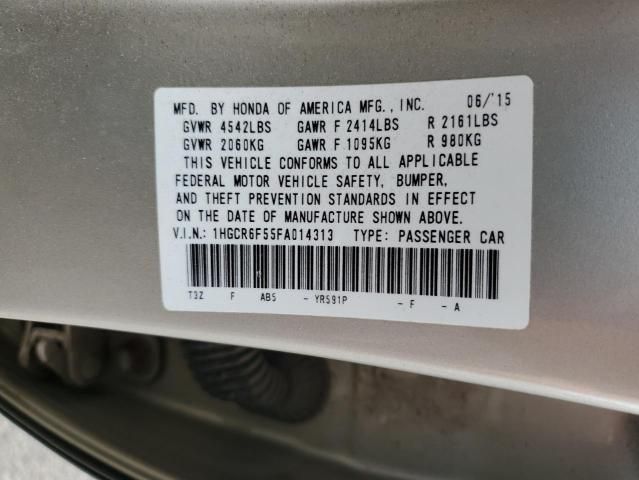 MFD. BY HONDA OF AMERICA MFG., INC. 06/'15
GVWR 4542LBS GAWR F 2414LBS R 2161LBS
GVWR 2060KG GAWR F 1095KG R 980KG
THIS VEHICLE CONFORMS TO ALL APPLICABLE
FEDERAL MOTOR VEHICLE SAFETY, BUMPER,
AND THEFT PREVENTION STANDARDS IN EFFECT
ON THE DATE OF MANUFACTURE SHOWN ABOVE.
V.I.N.: 1HGCR6F55FA014313 TYPE: PASSENGER CAR
T3Z F AB5 - YR591P - F - A